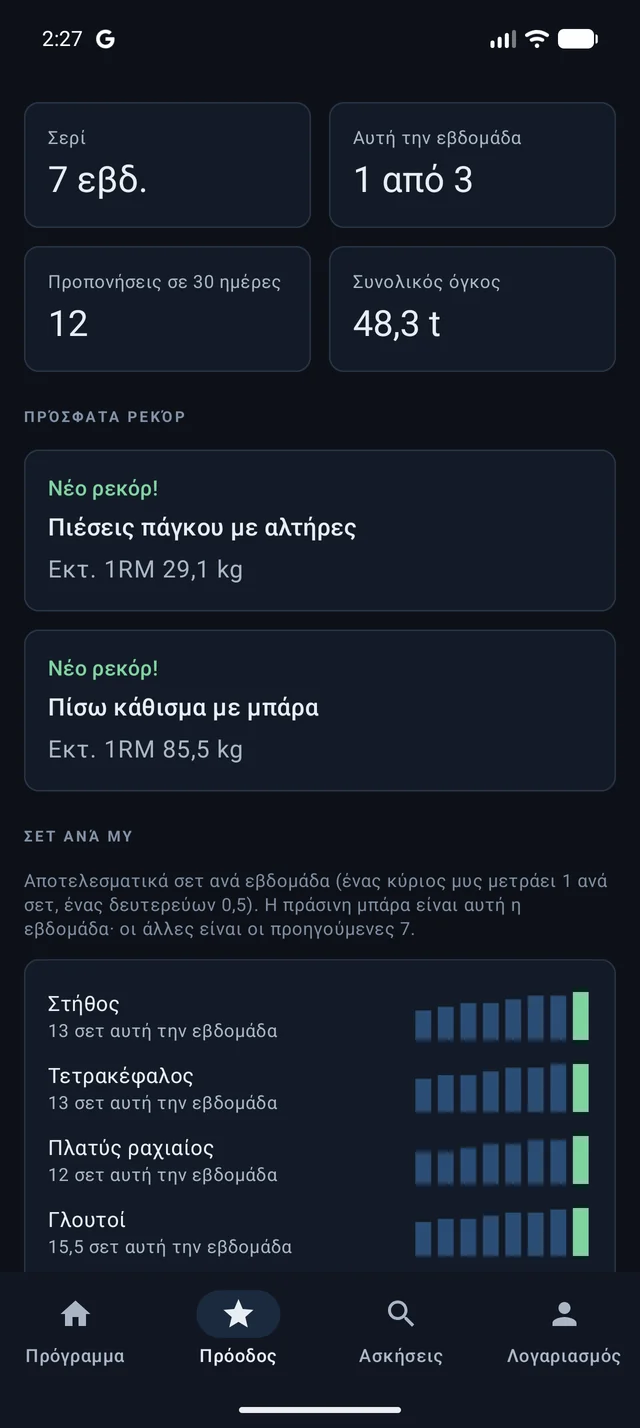 2:27 G
Σερί
7 εβδ.
Αυτή την εβδομάδα
1 από 3
Προπονήσεις σε 30 ημέρες
12
Συνολικός όγκος
48,3 t
ΠΡΌΣΦΑΤΑ ΡΕΚΌΡ
Νέο ρεκόρ!
Πιέσεις πάγκου με αλτήρες
Εκτ. 1RM 29,1 kg
Νέο ρεκόρ!
Πίσω κάθισμα με μπάρα
Εκτ. 1RM 85,5 kg
ΣΕΤ ΑΝΆ ΜΥ
Αποτελεσματικά σετ ανά εβδομάδα (ένας κύριος μυς μετράει 1 ανά
σετ, ένας δευτερεύων 0,5). Η πράσινη μπάρα είναι αυτή η
εβδομάδα· οι άλλες είναι οι προηγούμενες 7.
Στήθος
13 σετ αυτή την εβδομάδα
Τετρακέφαλος
13 σετ αυτή την εβδομάδα
Πλατύς ραχιαίος
12 σετ αυτή την εβδομάδα
Γλουτοί
15,5 σετ αυτή την εβδομάδα
Πρόγραμμα
Πρόοδος
Ασκήσεις
Λογαριασμός